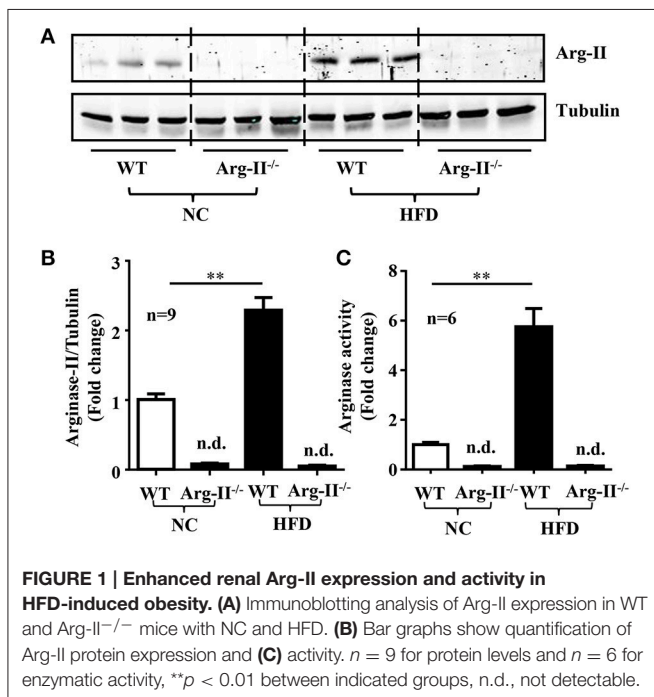 A
Arg-II
Tubulin
WT Arg-II-/- WT Arg-II-/-
NC HFD
B
**
n=9
Arginase-II/Tubulin
(Fold change)
3
2
1
0
n.d.
n.d.
WT Arg-II-/- WT Arg-II-/-
NC HFD
C
**
n=6
Arginase activity
(Fold change)
8
6
4
2
0
n.d.
n.d.
WT Arg-II-/- WT Arg-II-/-
NC HFD
FIGURE 1 | Enhanced renal Arg-II expression and activity in
HFD-induced obesity. (A) Immunoblotting analysis of Arg-II expression in WT
and Arg-II−/− mice with NC and HFD. (B) Bar graphs show quantification of
Arg-II protein expression and (C) activity. n = 9 for protein levels and n = 6 for
enzymatic activity, **p < 0.01 between indicated groups, n.d., not detectable.